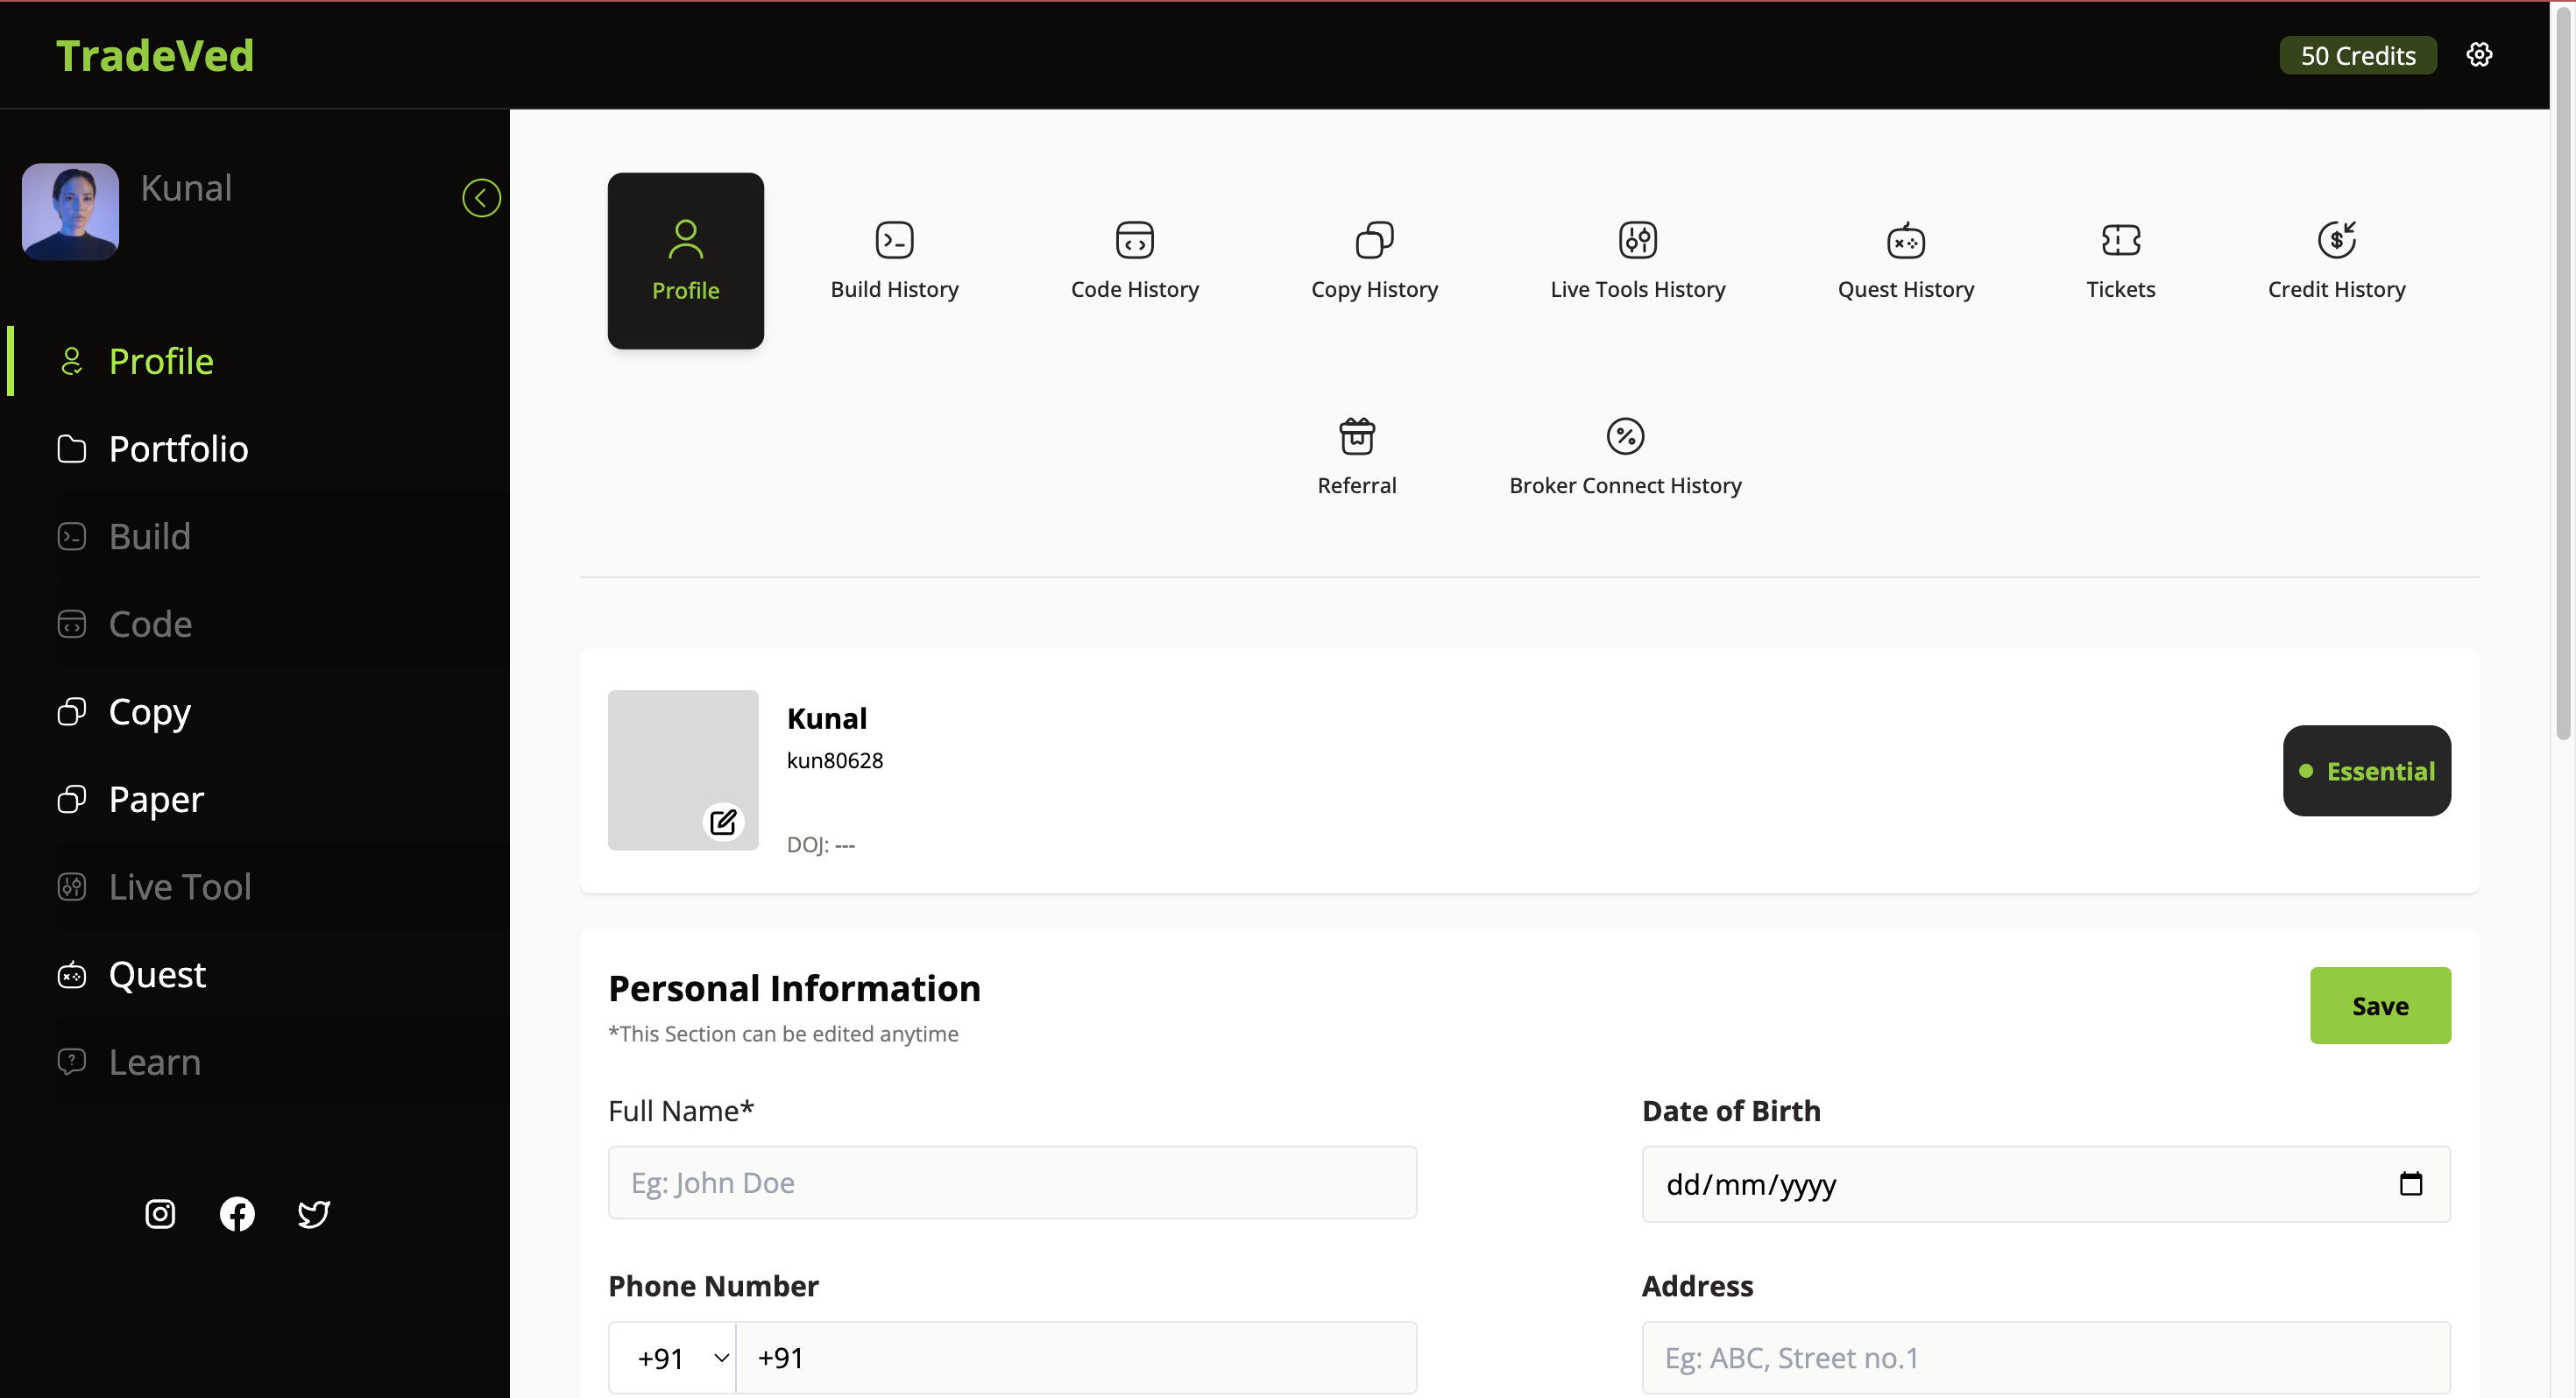 TradeVed
50 Credits
Kunal
Profile
Portfolio
Build
Code
Copy
Paper
Live Tool
Quest
Learn
Profile
Build History
Code History
Copy History
Live Tools History
Quest History
Tickets
Credit History
Referral
Broker Connect History
Kunal
kun80628
DOJ: ---
Essential
Personal Information
*This Section can be edited anytime
Save
Full Name*
Eg: John Doe
Date of Birth
dd/mm/yyyy
Phone Number
+91
+91
Address
Eg: ABC, Street no.1